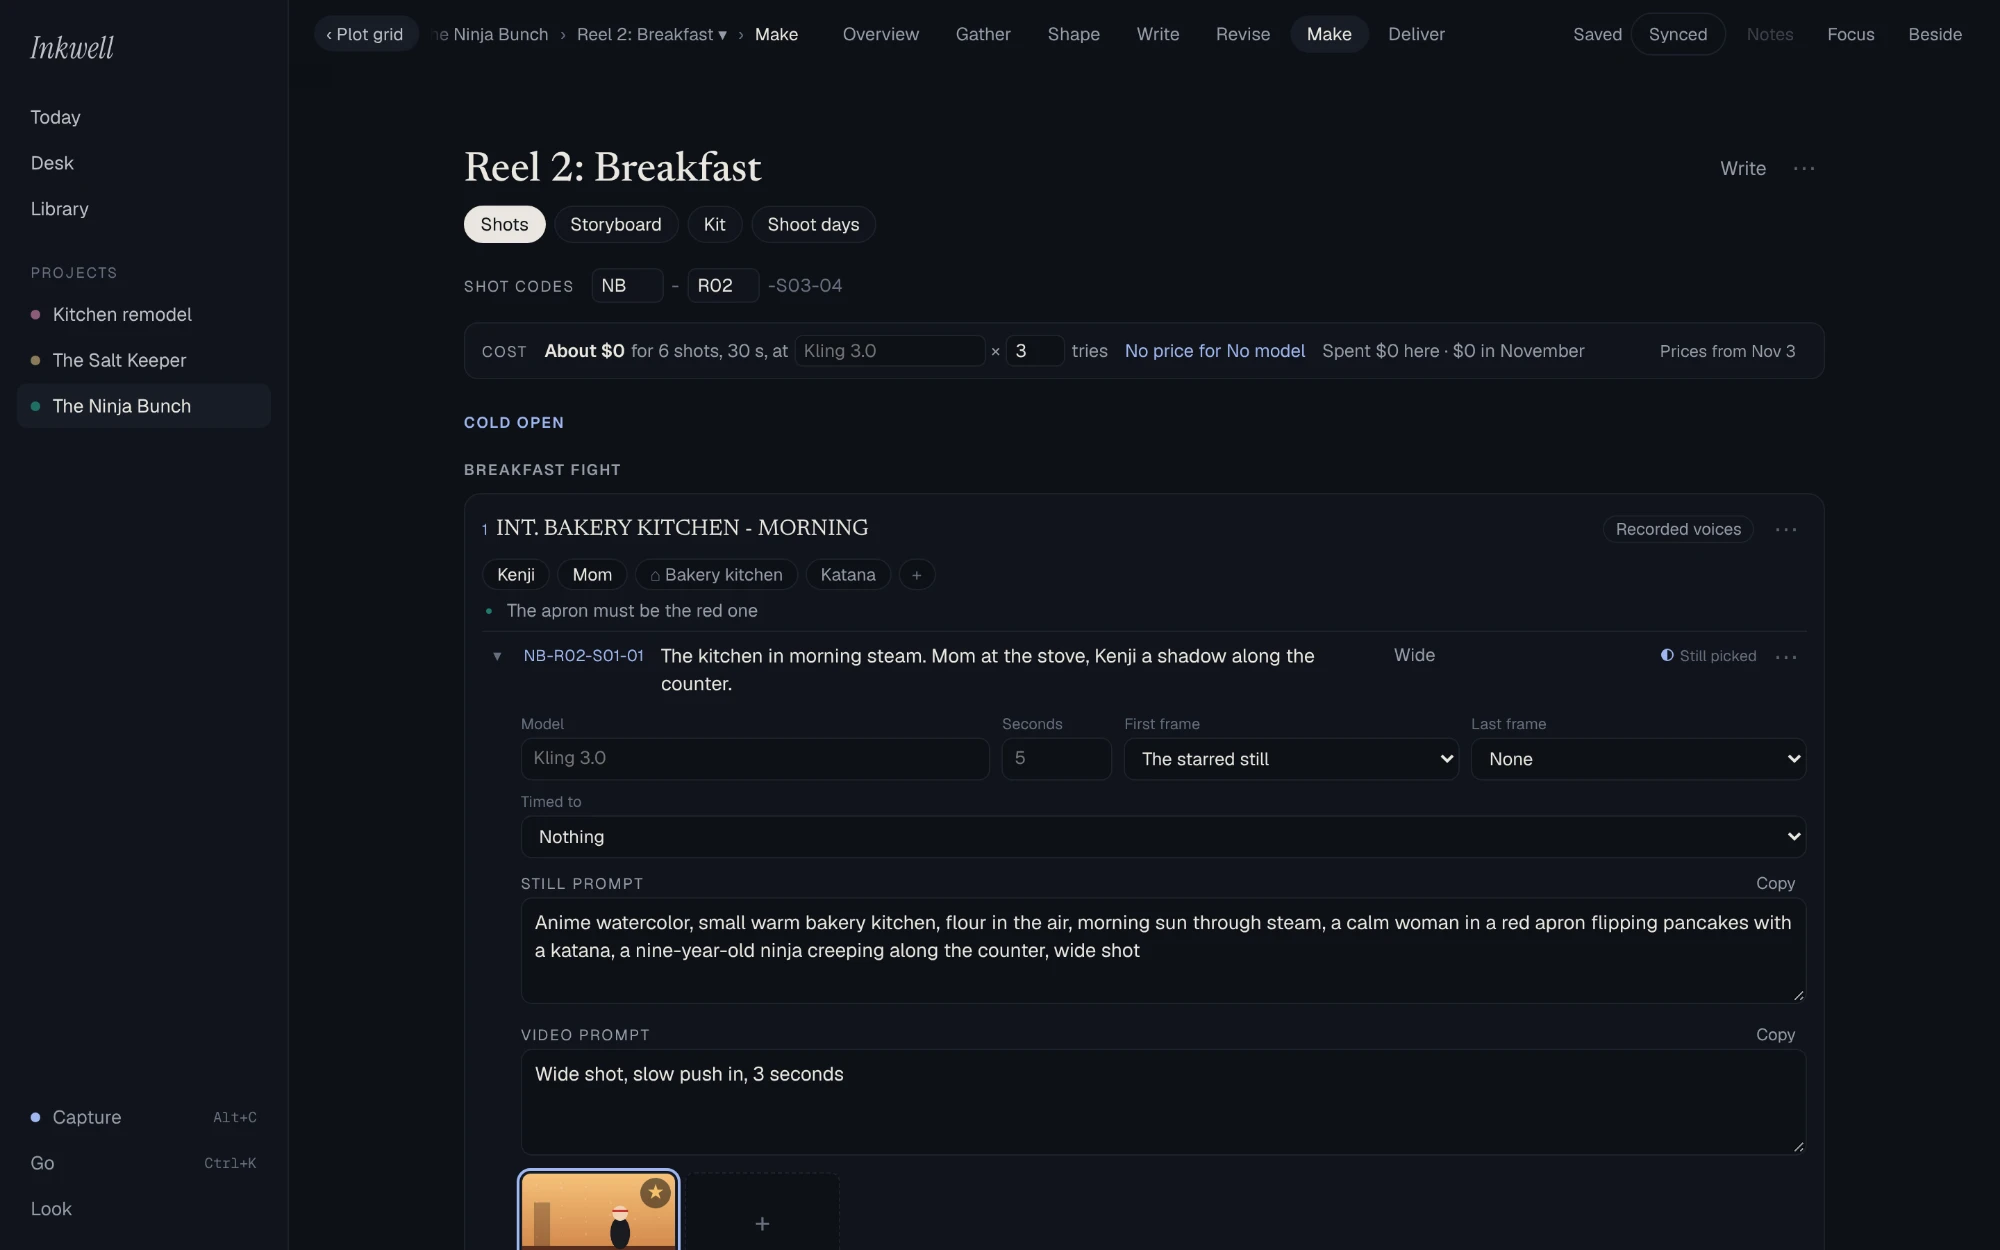 Inkwell
Today
Desk
Library
PROJECTS
Kitchen remodel
The Salt Keeper
The Ninja Bunch
Capture Alt+C
Go Ctrl+K
Look
‹ Plot grid
e Ninja Bunch › Reel 2: Breakfast ▾ › Make
Overview Gather Shape Write Revise Make Deliver
Saved Synced Notes Focus Beside
Reel 2: Breakfast
Write ···
Shots Storyboard Kit Shoot days
SHOT CODES NB - R02 -S03-04
COST About $0 for 6 shots, 30 s, at Kling 3.0 × 3 tries No price for No model Spent $0 here · $0 in November Prices from Nov 3
COLD OPEN
BREAKFAST FIGHT
1 INT. BAKERY KITCHEN - MORNING Recorded voices ···
Kenji Mom ⌂ Bakery kitchen Katana +
The apron must be the red one
▾ NB-R02-S01-01 The kitchen in morning steam. Mom at the stove, Kenji a shadow along the Wide Still picked ···
counter.
Model Seconds First frame Last frame
Kling 3.0 5 The starred still None
Timed to
Nothing
STILL PROMPT Copy
Anime watercolor, small warm bakery kitchen, flour in the air, morning sun through steam, a calm woman in a red apron flipping pancakes with
a katana, a nine-year-old ninja creeping along the counter, wide shot
VIDEO PROMPT Copy
Wide shot, slow push in, 3 seconds
+